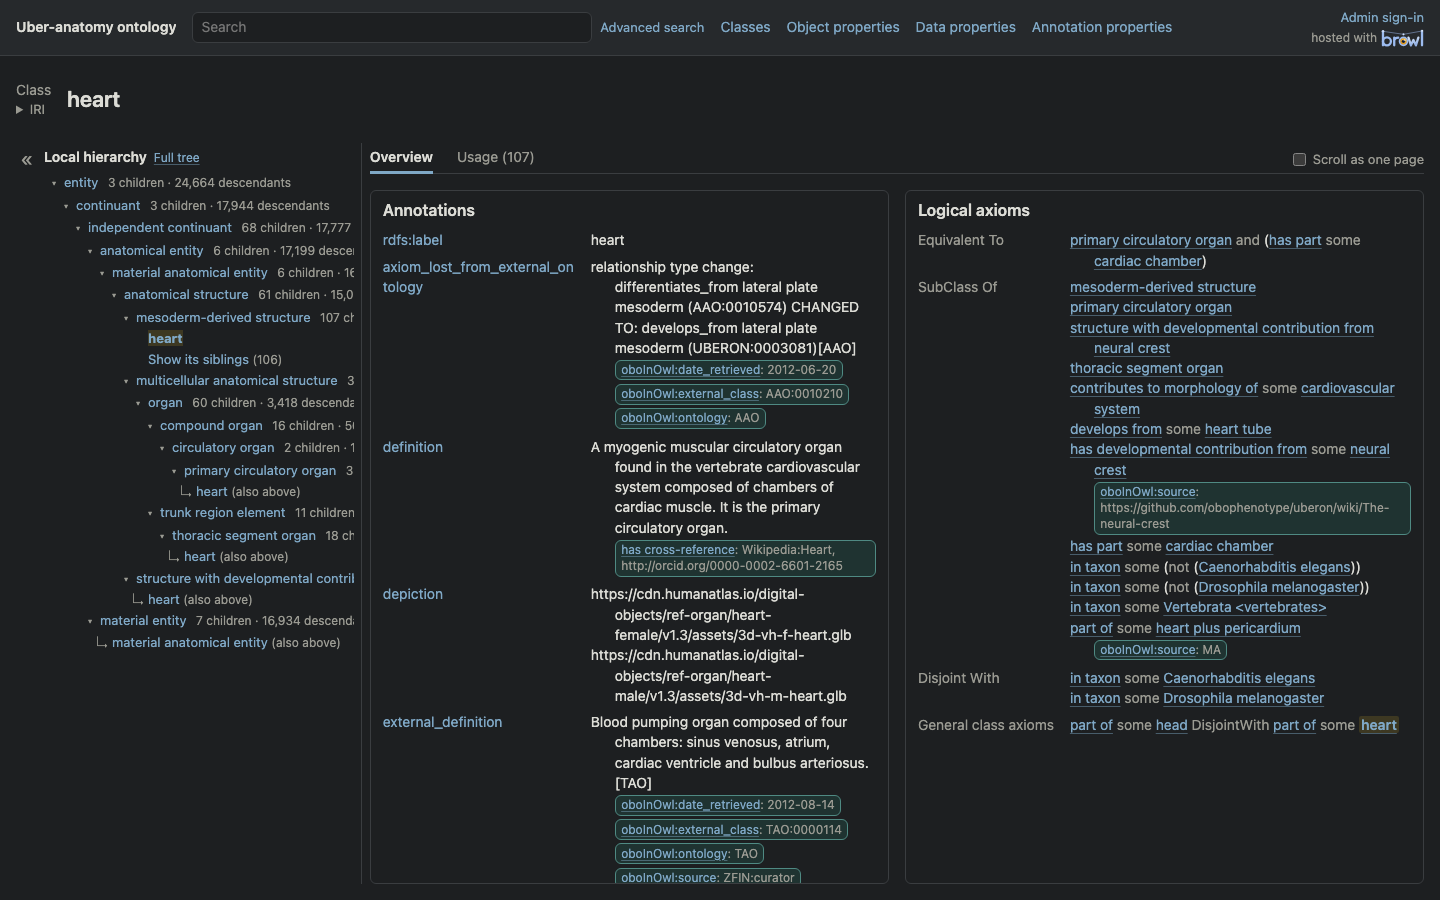 Uber-anatomy ontology
Search
Advanced search
Classes
Object properties
Data properties
Annotation properties
Admin sign-in
hosted with browl
Class
IRI
heart
« Local hierarchy Full tree
entity 3 children · 24,664 descendants
continuant 3 children · 17,944 descendants
independent continuant 68 children · 17,777
anatomical entity 6 children · 17,199 desce
material anatomical entity 6 children · 16
anatomical structure 61 children · 15,0
mesoderm-derived structure 107 ch
heart
Show its siblings (106)
multicellular anatomical structure 3
organ 60 children · 3,418 descenda
compound organ 16 children · 50
circulatory organ 2 children · 1
primary circulatory organ 3
heart (also above)
trunk region element 11 children
thoracic segment organ 18 ch
heart (also above)
structure with developmental contril
heart (also above)
material entity 7 children · 16,934 descenda
material anatomical entity (also above)
Overview
Usage (107)
Scroll as one page
Annotations
rdfs:label
heart
axiom_lost_from_external_on
tology
relationship type change:
differentiates_from lateral plate
mesoderm (AAO:0010574) CHANGED
TO: develops_from lateral plate
mesoderm (UBERON:0003081)[AAO]
oboInOwl:date_retrieved: 2012-06-20
oboInOwl:external_class: AAO:0010210
oboInOwl:ontology: AAO
definition
A myogenic muscular circulatory organ
found in the vertebrate cardiovascular
system composed of chambers of
cardiac muscle. It is the primary
circulatory organ.
has cross-reference: Wikipedia:Heart,
http://orcid.org/0000-0002-6601-2165
depiction
https://cdn.humanatlas.io/digital-
objects/ref-organ/heart-
female/v1.3/assets/3d-vh-f-heart.glb
https://cdn.humanatlas.io/digital-
objects/ref-organ/heart-
male/v1.3/assets/3d-vh-m-heart.glb
external_definition
Blood pumping organ composed of four
chambers: sinus venosus, atrium,
cardiac ventricle and bulbus arteriosus.
[TAO]
oboInOwl:date_retrieved: 2012-08-14
oboInOwl:external_class: TAO:0000114
oboInOwl:ontology: TAO
oboInOwl:source: ZFIN:curator
Logical axioms
Equivalent To
primary circulatory organ and (has part some
cardiac chamber)
SubClass Of
mesoderm-derived structure
primary circulatory organ
structure with developmental contribution from
neural crest
thoracic segment organ
contributes to morphology of some cardiovascular
system
develops from some heart tube
has developmental contribution from some neural
crest
oboInOwl:source:
https://github.com/obophenotype/uberon/wiki/The-
neural-crest
has part some cardiac chamber
in taxon some (not (Caenorhabditis elegans))
in taxon some (not (Drosophila melanogaster))
in taxon some Vertebrata <vertebrates>
part of some heart plus pericardium
oboInOwl:source: MA
Disjoint With
in taxon some Caenorhabditis elegans
in taxon some Drosophila melanogaster
General class axioms
part of some head DisjointWith part of some heart